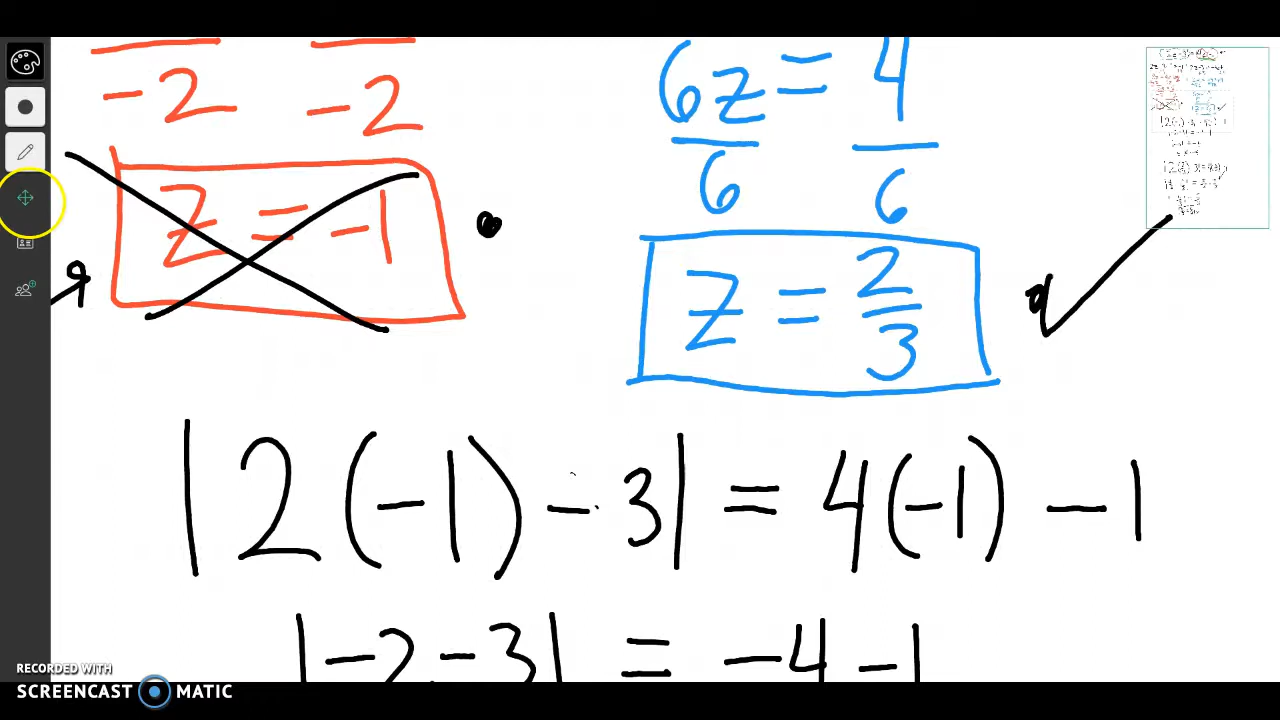 -2 -2
z = -1
6z = 4
6 6
z = 2/3
|2(-1) - 3| = 4(-1) - 1
|-2 - 3| = -4 - 1
RECORDED WITH
SCREENCAST MATIC